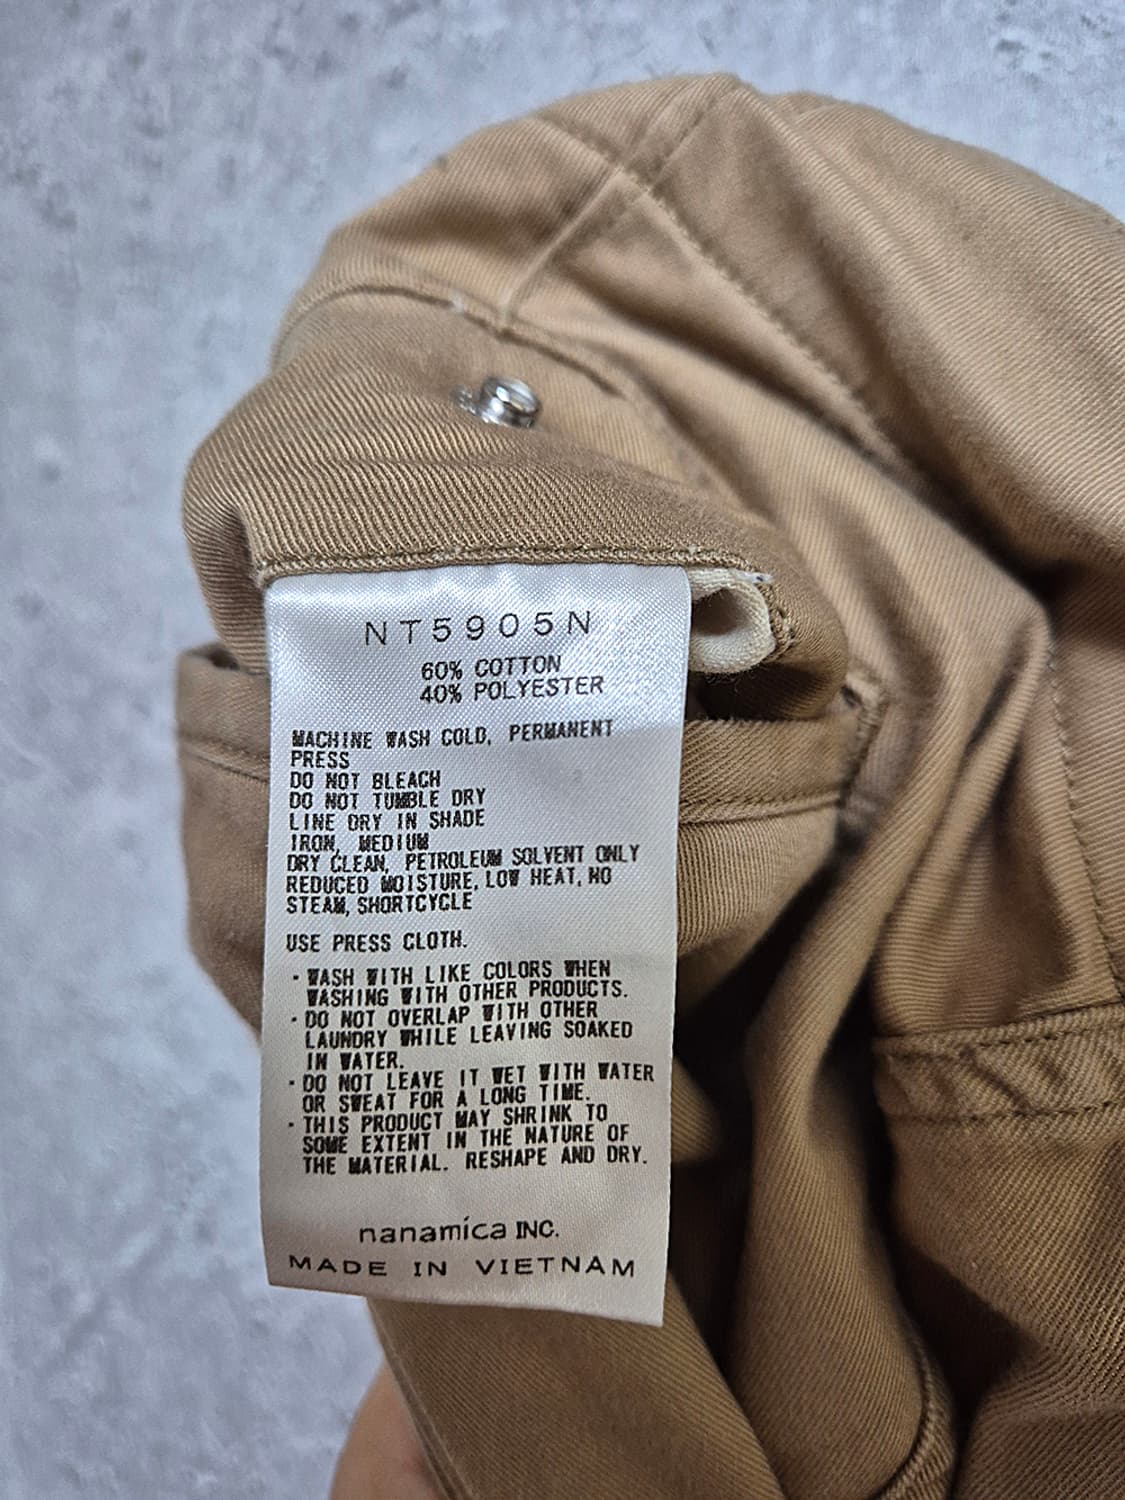 NT5905N
60% COTTON
40% POLYESTER
MACHINE WASH COLD, PERMANENT
PRESS
DO NOT BLEACH
DO NOT TUMBLE DRY
LINE DRY IN SHADE
IRON, MEDIUM
DRY CLEAN, PETROLEUM SOLVENT ONLY
REDUCED MOISTURE, LOW HEAT, NO
STEAM, SHORTCYCLE
USE PRESS CLOTH.
・WASH WITH LIKE COLORS WHEN
WASHING WITH OTHER PRODUCTS.
・DO NOT OVERLAP WITH OTHER
LAUNDRY WHILE LEAVING SOAKED
IN WATER.
・DO NOT LEAVE IT WET WITH WATER
OR SWEAT FOR A LONG TIME.
・THIS PRODUCT MAY SHRINK TO
SOME EXTENT IN THE NATURE OF
THE MATERIAL. RESHAPE AND DRY.
nanamíca INC.
MADE IN VIETNAM